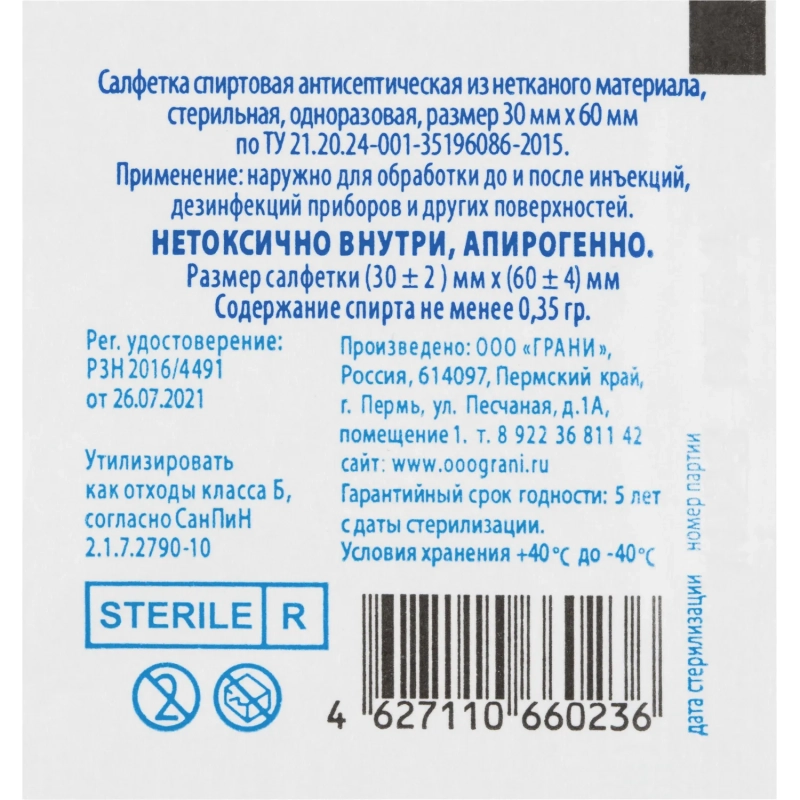 Салфетка спиртовая антисептическая из нетканого материала,
стерильная, одноразовая, размер 30 мм х 60 мм
по ТУ 21.20.24-001-35196086-2015.
Применение: наружно для обработки до и после инъекций,
дезинфекций приборов и других поверхностей.
НЕТОКСИЧНО ВНУТРИ, АПИРОГЕННО.
Размер салфетки (30 ± 2 ) мм х (60 ± 4) мм
Содержание спирта не менее 0,35 гр.
Рег. удостоверение:
РЗН 2016/4491
от 26.07.2021
Утилизировать
как отходы класса Б,
согласно СанПиН
2.1.7.2790-10
Произведено: ООО «ГРАНИ»,
Россия, 614097, Пермский край,
г. Пермь, ул. Песчаная, д.1А,
помещение 1. т. 8 922 36 811 42
сайт: www.ooograni.ru
Гарантийный срок годности: 5 лет
с даты стерилизации.
Условия хранения +40°С до -40°С
STERILE R
2
4 627110 660236
дата стерилизации номер партии